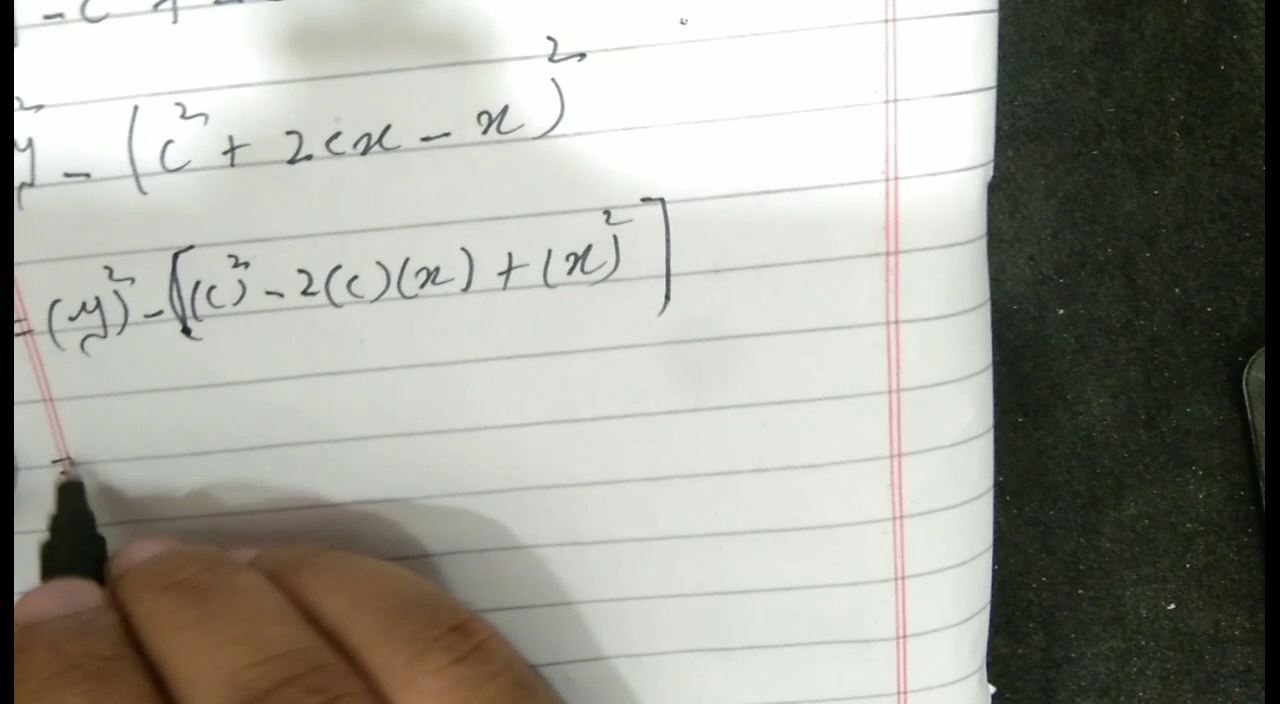 - c
y² - (c² + 2cx - x)²
= (y)² - [(c)² - 2(c)(x) + (x)²]
=